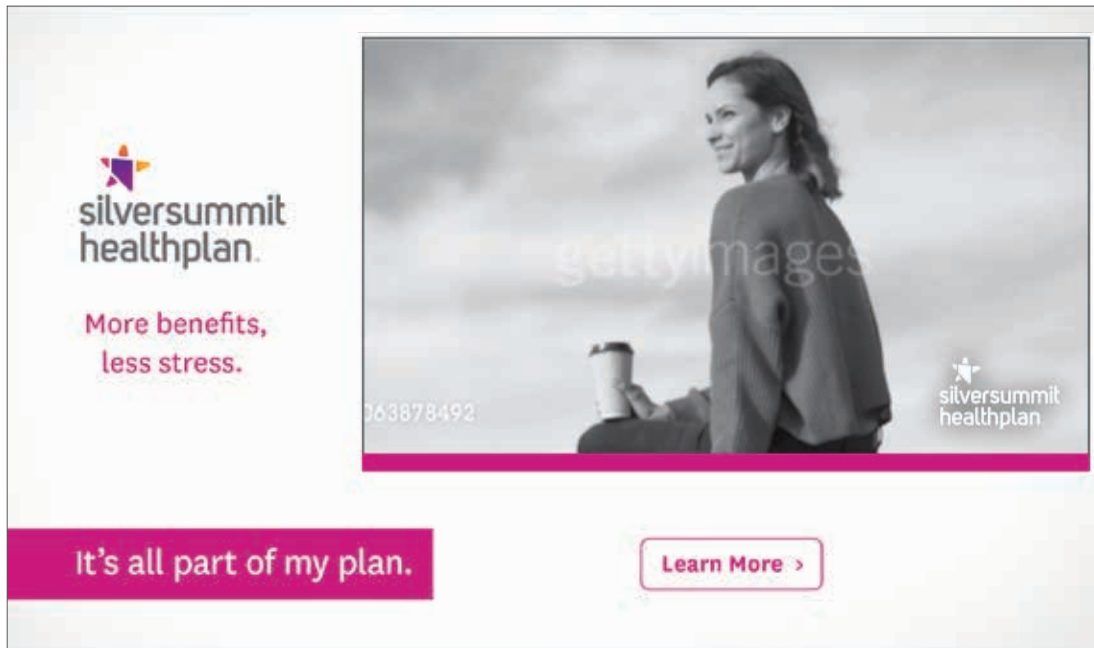 silversummit
healthplan.
More benefits,
less stress.
gettyimages
063878492
silversummit
healthplan
It's all part of my plan.
Learn More ›